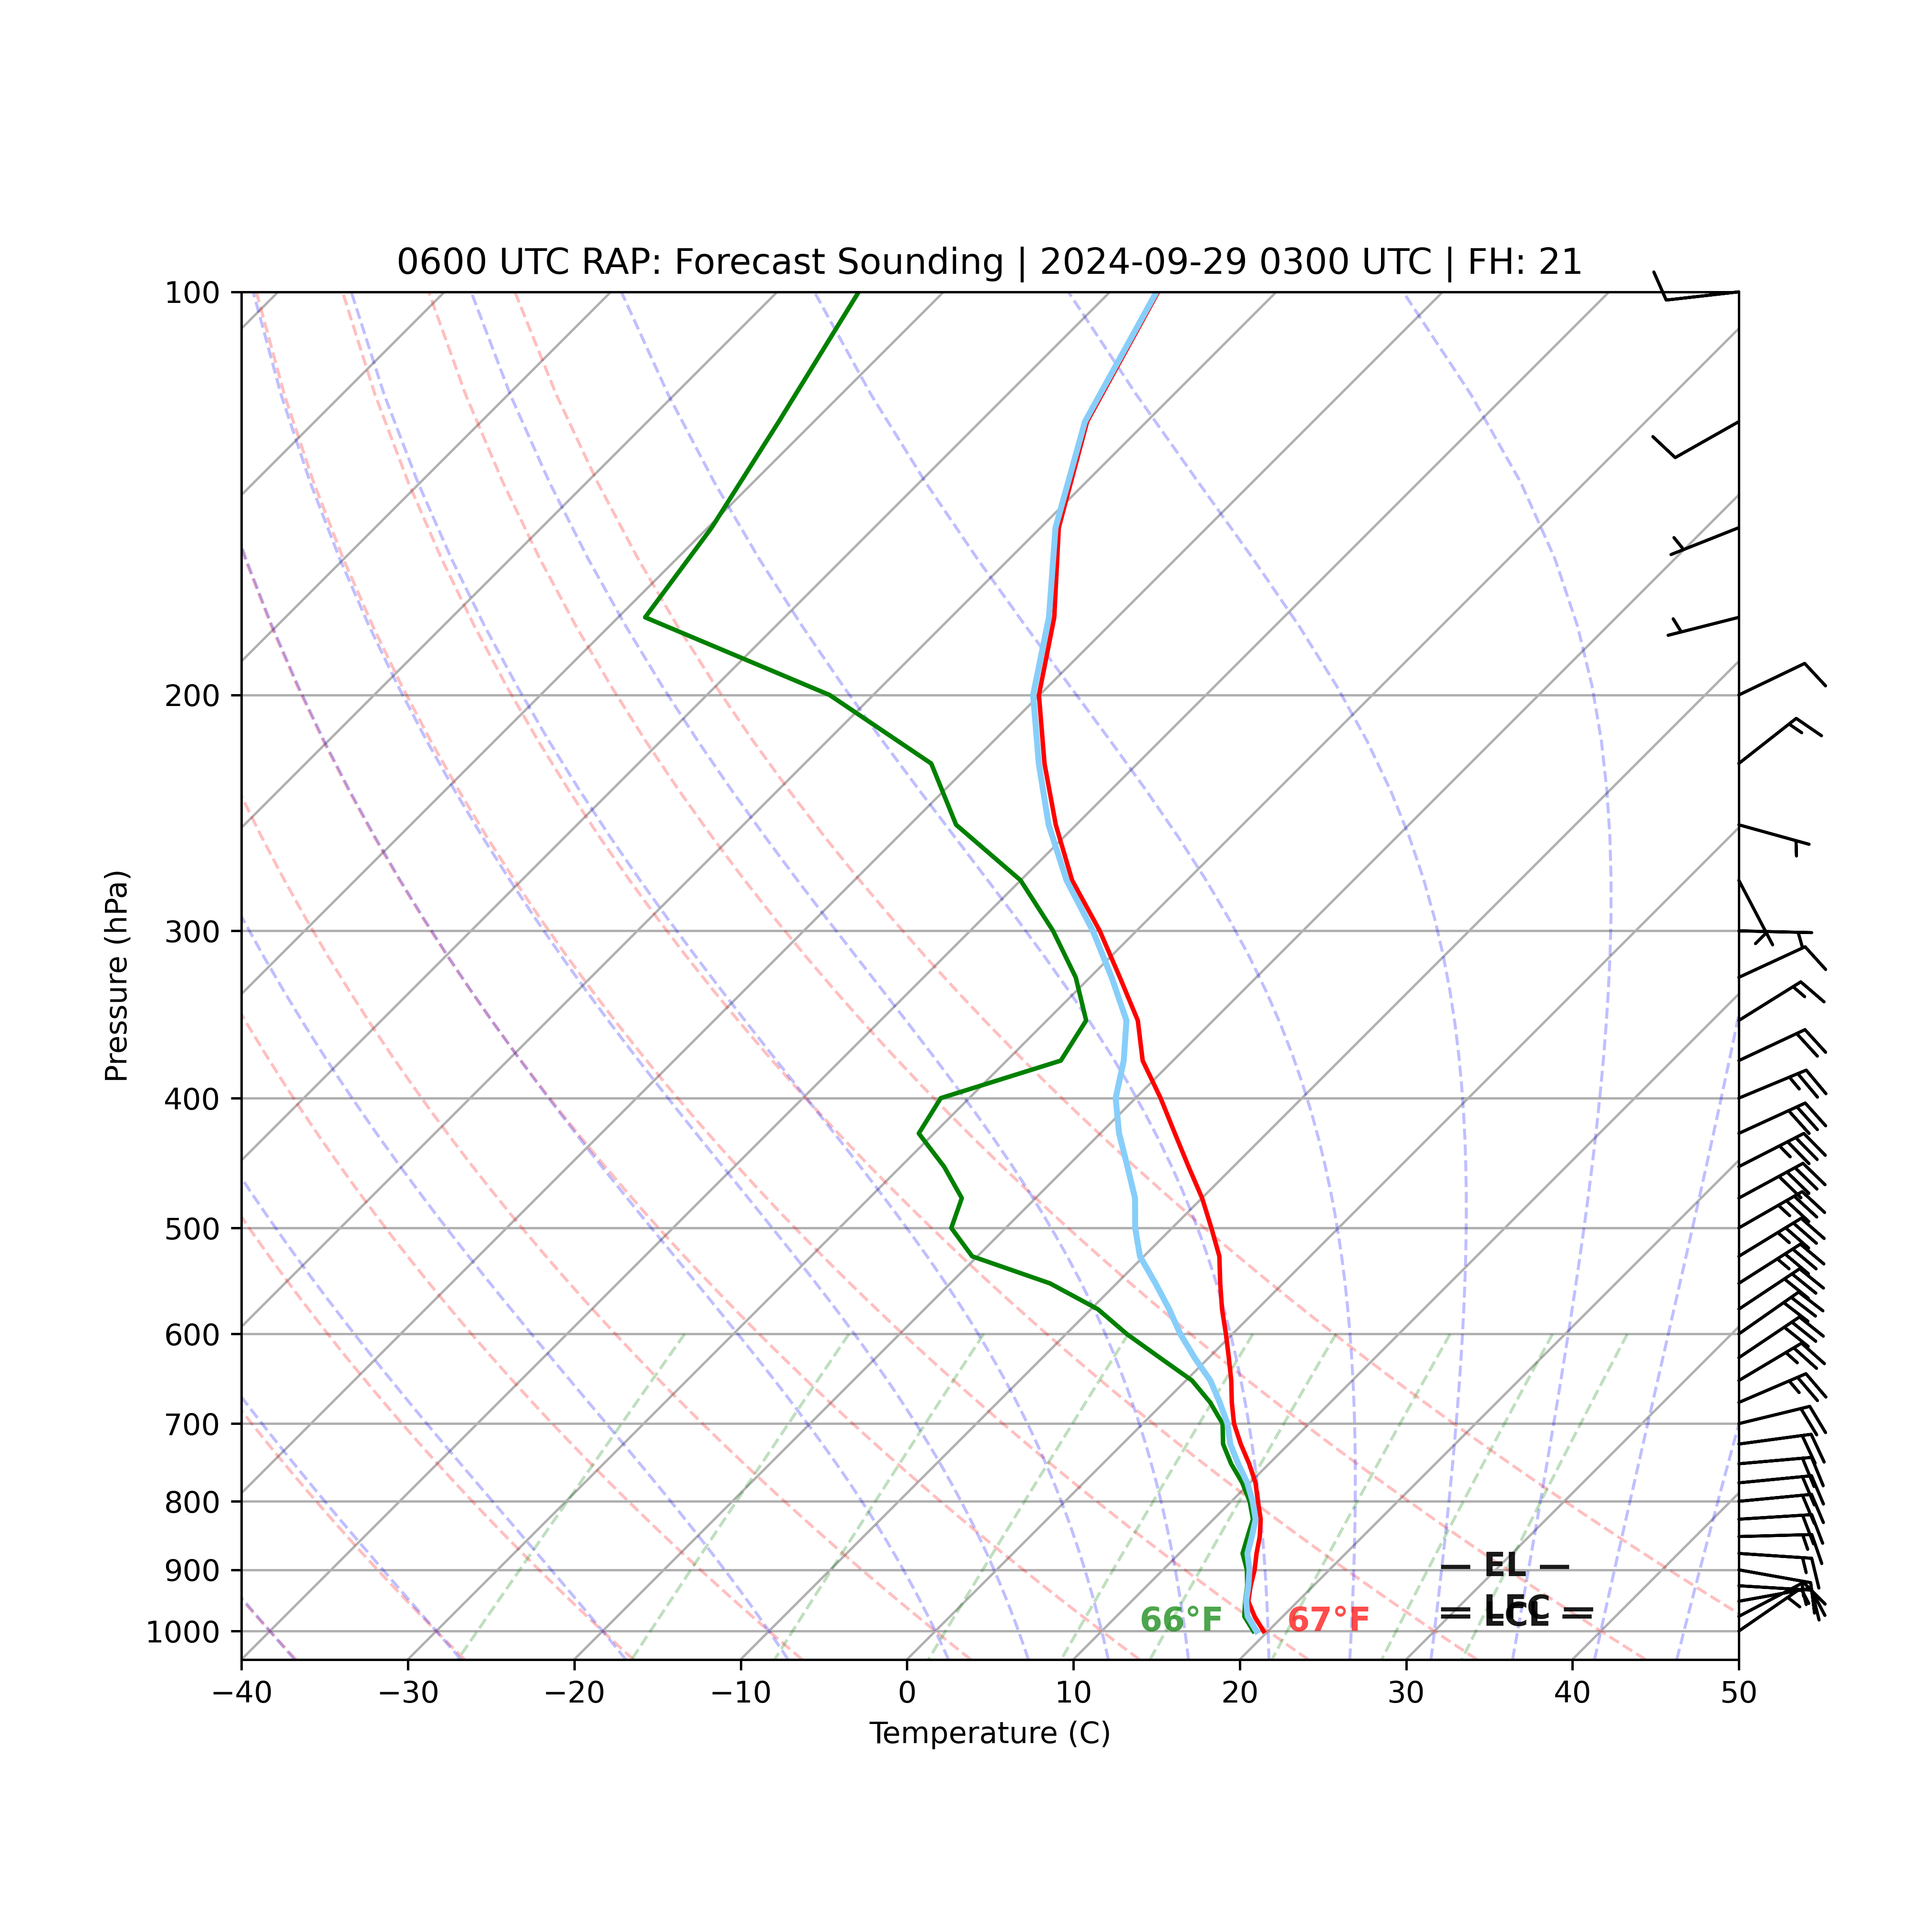 0600 UTC RAP: Forecast Sounding | 2024-09-29 0300 UTC | FH: 21
100
200
300
400
500
600
700
800
900
1000
Pressure (hPa)
— EL —
— LFC —
— LCL —
66°F 67°F
−40 −30 −20 −10 0 10 20 30 40 50
Temperature (C)